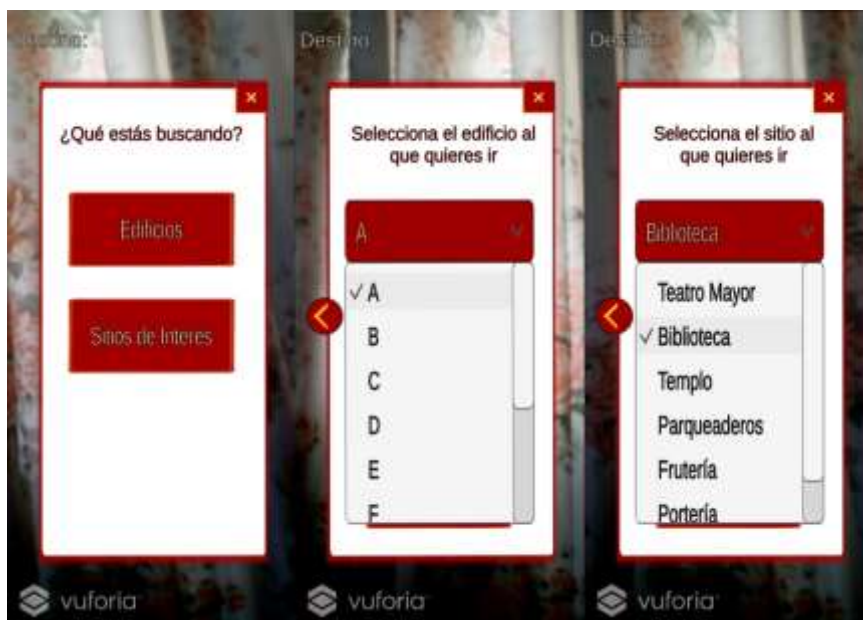 Destino:
¿Qué estás buscando?
Edificios
Sitios de Interes
vuforia
Destino
Selecciona el edificio al
que quieres ir
A
✓ A
B
C
D
E
F
vuforia
Selecciona el sitio al
que quieres ir
Biblioteca
Teatro Mayor
✓ Biblioteca
Templo
Parqueaderos
Frutería
Portería
vuforia